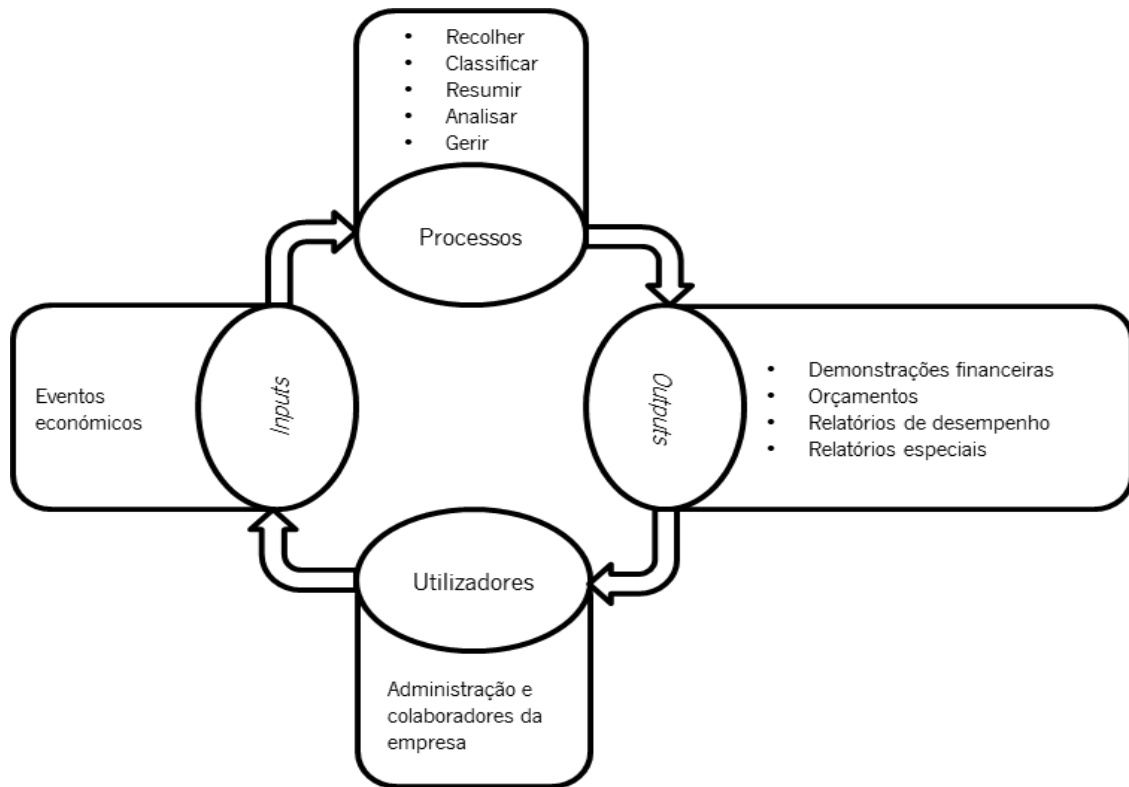 • Recolher
• Classificar
• Resumir
• Analisar
• Gerir
Processos
Eventos
económicos
Inputs
Outputs
• Demonstrações financeiras
• Orçamentos
• Relatórios de desempenho
• Relatórios especiais
Utilizadores
Administração e
colaboradores da
empresa